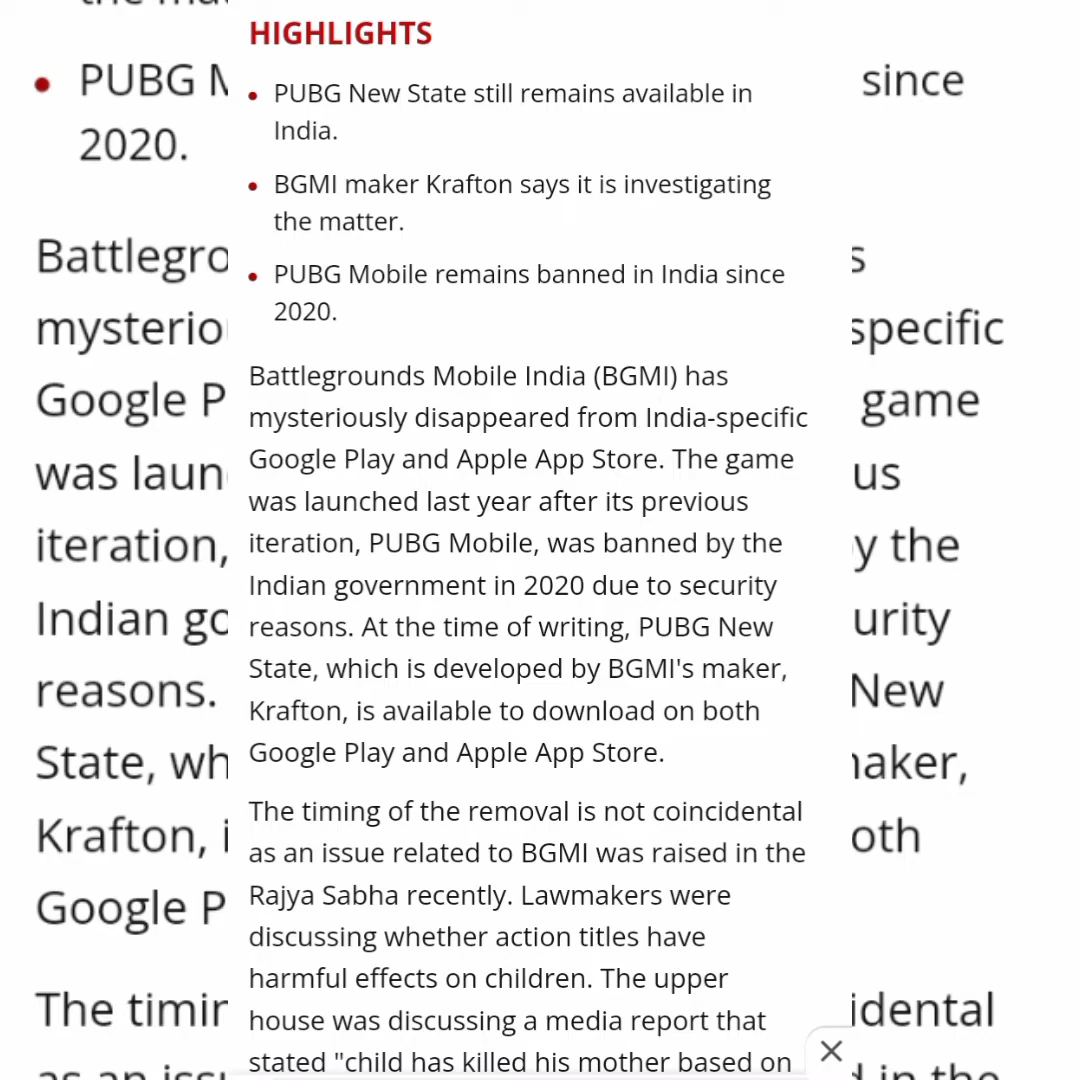 HIGHLIGHTS
• PUBG New State still remains available in
India.
• BGMI maker Krafton says it is investigating
the matter.
• PUBG Mobile remains banned in India since
2020.
Battlegrounds Mobile India (BGMI) has
mysteriously disappeared from India-specific
Google Play and Apple App Store. The game
was launched last year after its previous
iteration, PUBG Mobile, was banned by the
Indian government in 2020 due to security
reasons. At the time of writing, PUBG New
State, which is developed by BGMI's maker,
Krafton, is available to download on both
Google Play and Apple App Store.
The timing of the removal is not coincidental
as an issue related to BGMI was raised in the
Rajya Sabha recently. Lawmakers were
discussing whether action titles have
harmful effects on children. The upper
house was discussing a media report that
stated "child has killed his mother based on